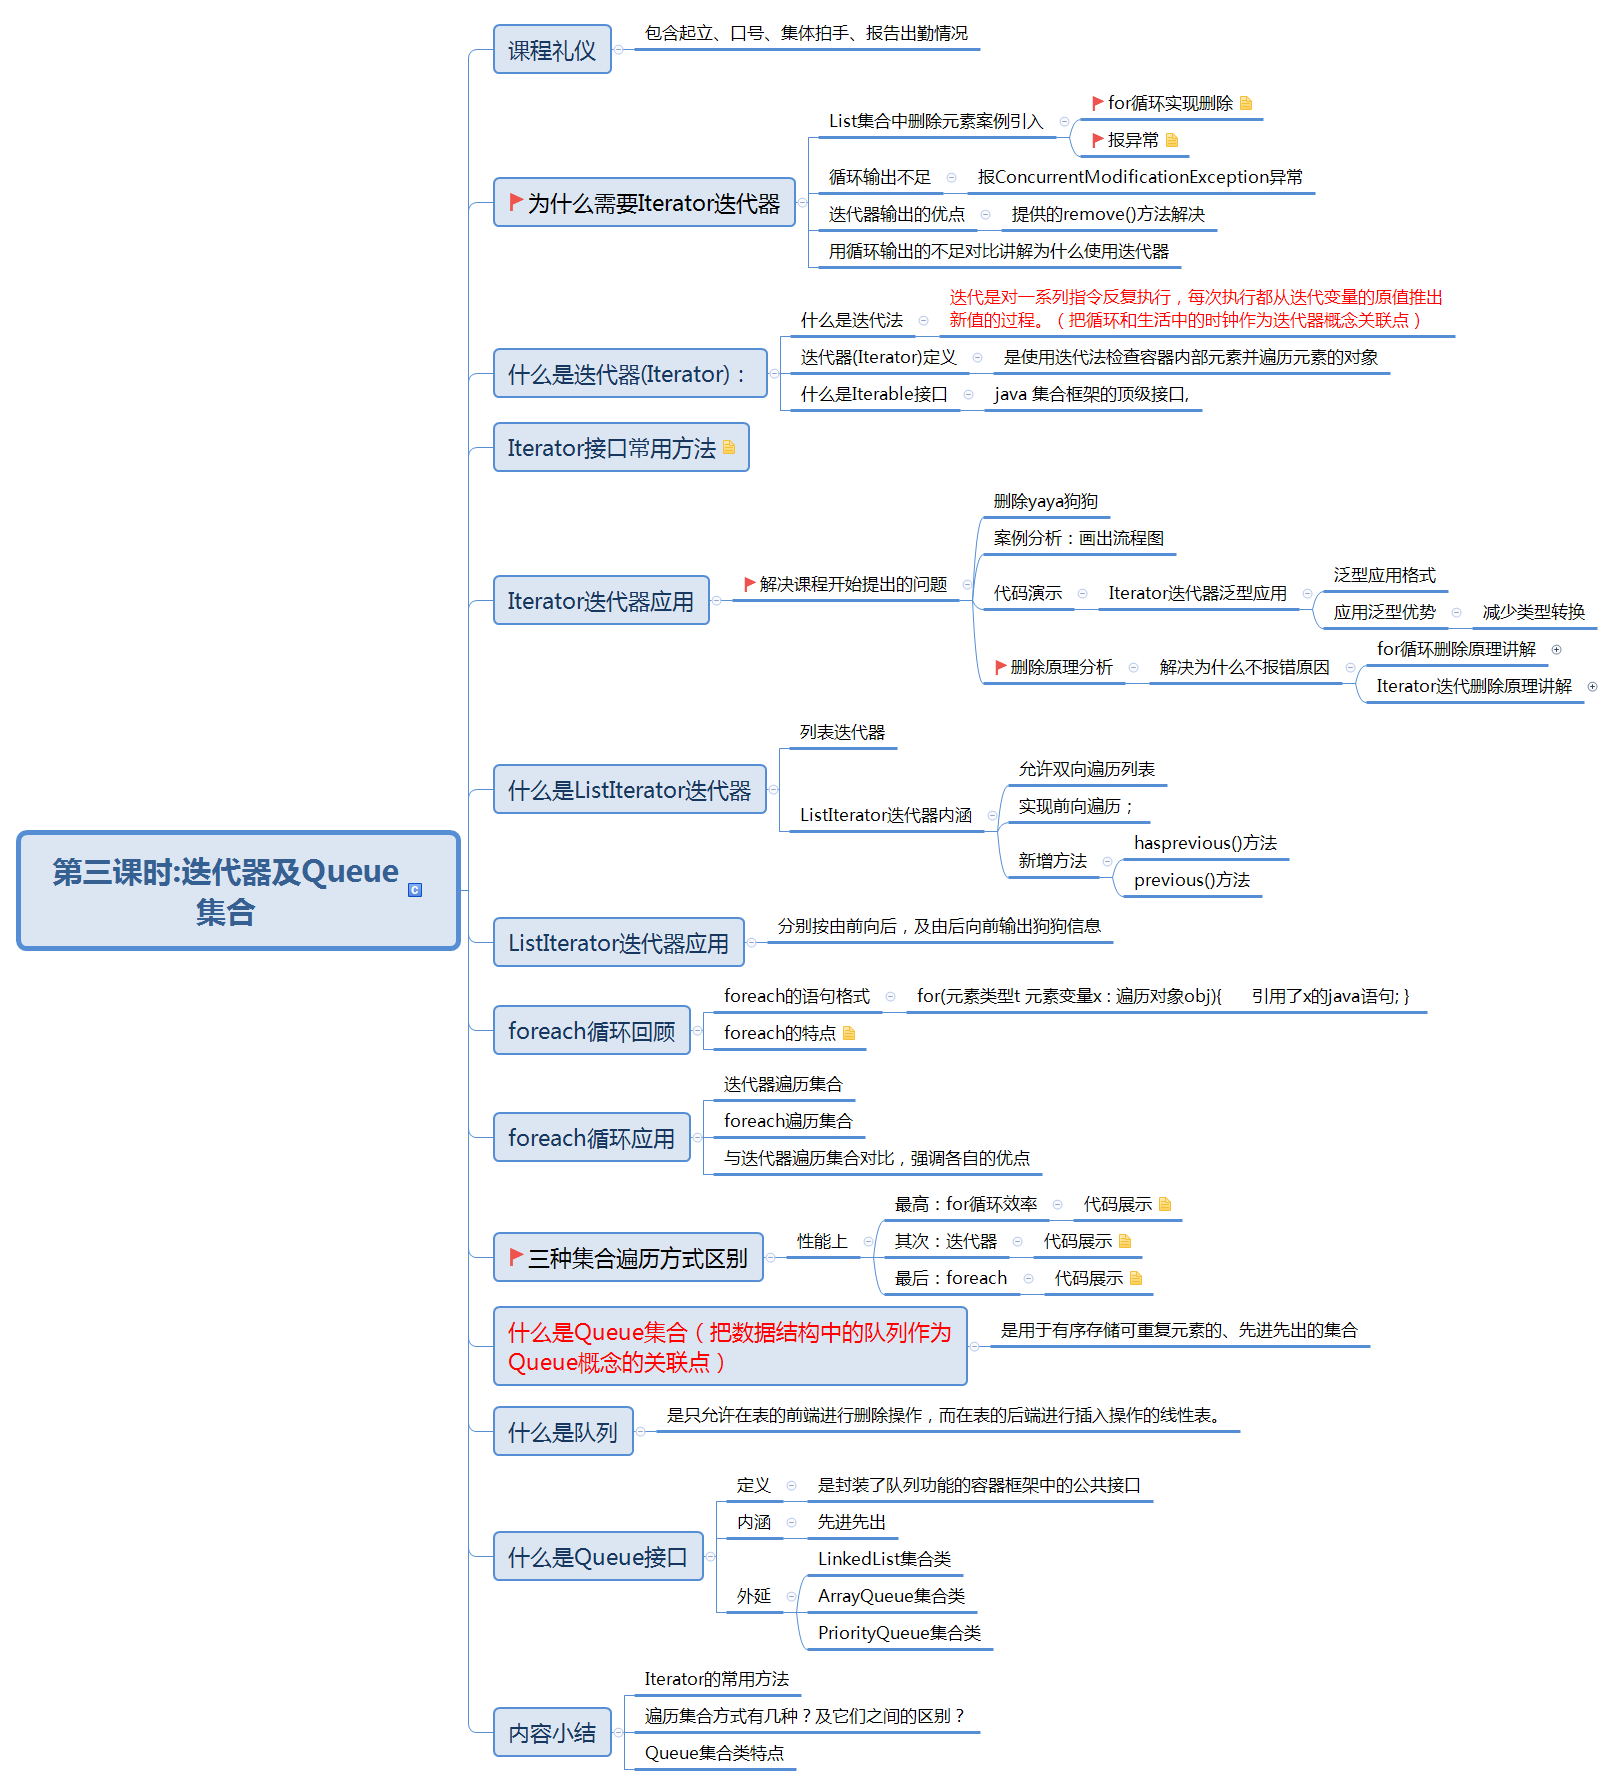 第三课时:迭代器及Queue
集合
课程礼仪
包含起立、口号、集体拍手、报告出勤情况
为什么需要Iterator迭代器
List集合中删除元素案例引入
for循环实现删除
报异常
循环输出不足
报ConcurrentModificationException异常
迭代器输出的优点
提供的remove()方法解决
用循环输出的不足对比讲解为什么使用迭代器
什么是迭代器(Iterator)：
什么是迭代法
迭代是对一系列指令反复执行，每次执行都从迭代变量的原值推出
新值的过程。（把循环和生活中的时钟作为迭代器概念关联点）
迭代器(Iterator)定义
是使用迭代法检查容器内部元素并遍历元素的对象
什么是Iterable接口
java 集合框架的顶级接口,
Iterator接口常用方法
Iterator迭代器应用
解决课程开始提出的问题
删除yaya狗狗
案例分析：画出流程图
代码演示
Iterator迭代器泛型应用
泛型应用格式
应用泛型优势
减少类型转换
删除原理分析
解决为什么不报错原因
for循环删除原理讲解
Iterator迭代删除原理讲解
什么是ListIterator迭代器
列表迭代器
ListIterator迭代器内涵
允许双向遍历列表
实现前向遍历；
新增方法
hasprevious()方法
previous()方法
ListIterator迭代器应用
分别按由前向后，及由后向前输出狗狗信息
foreach循环回顾
foreach的语句格式
for(元素类型t 元素变量x : 遍历对象obj){ 引用了x的java语句; }
foreach的特点
foreach循环应用
迭代器遍历集合
foreach遍历集合
与迭代器遍历集合对比，强调各自的优点
三种集合遍历方式区别
性能上
最高：for循环效率
代码展示
其次：迭代器
代码展示
最后：foreach
代码展示
什么是Queue集合（把数据结构中的队列作为
Queue概念的关联点）
是用于有序存储可重复元素的、先进先出的集合
什么是队列
是只允许在表的前端进行删除操作，而在表的后端进行插入操作的线性表。
什么是Queue接口
定义
是封装了队列功能的容器框架中的公共接口
内涵
先进先出
外延
LinkedList集合类
ArrayQueue集合类
PriorityQueue集合类
内容小结
Iterator的常用方法
遍历集合方式有几种？及它们之间的区别？
Queue集合类特点